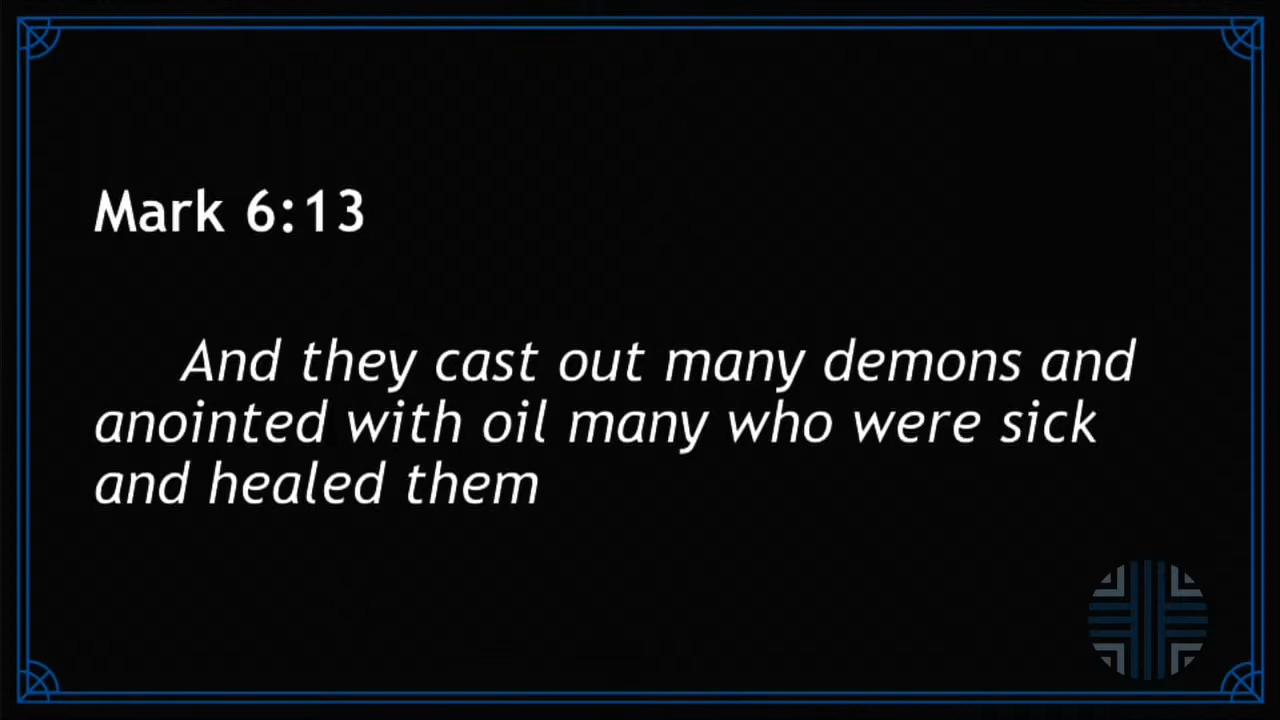 Mark 6:13
And they cast out many demons and
anointed with oil many who were sick
and healed them